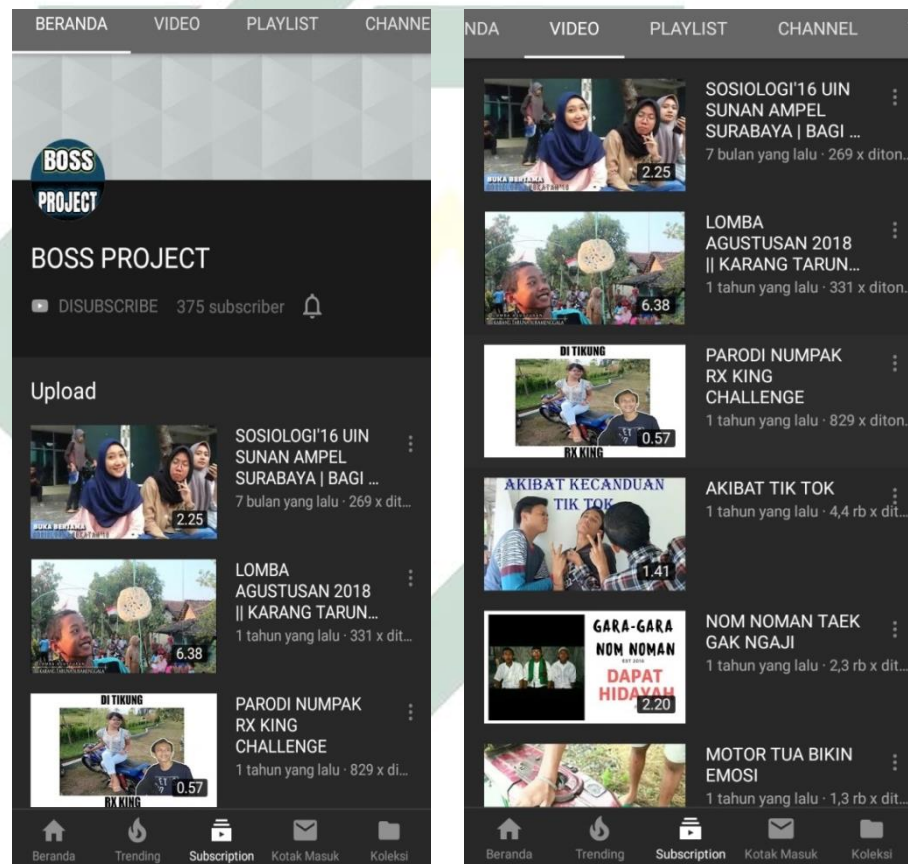 BERANDA VIDEO PLAYLIST CHANNE
BOSS
PROJECT
BOSS PROJECT
DISUBSCRIBE 375 subscriber
Upload
SOSIOLOGI'16 UIN
SUNAN AMPEL
SURABAYA | BAGI ...
7 bulan yang lalu · 269 x dit...
BUKA BERSAMA
2.25
LOMBA
AGUSTUSAN 2018
|| KARANG TARUN...
1 tahun yang lalu · 331 x dit...
6.38
DI TIKUNG
RX KING
0.57
PARODI NUMPAK
RX KING
CHALLENGE
1 tahun yang lalu · 829 x di...
Beranda Trending Subscription Kotak Masuk Koleksi
NDA VIDEO PLAYLIST CHANNEL
SOSIOLOGI'16 UIN
SUNAN AMPEL
SURABAYA | BAGI ...
7 bulan yang lalu · 269 x diton...
BUKA BERSAMA
2.25
LOMBA
AGUSTUSAN 2018
|| KARANG TARUN...
1 tahun yang lalu · 331 x diton...
6.38
DI TIKUNG
RX KING
0.57
PARODI NUMPAK
RX KING
CHALLENGE
1 tahun yang lalu · 829 x diton...
AKIBAT KECANDUAN
TIK TOK
1.41
AKIBAT TIK TOK
1 tahun yang lalu · 4,4 rb x dit...
GARA-GARA
NOM NOMAN
EST 2018
DAPAT
HIDAYAH
2.20
NOM NOMAN TAEK
GAK NGAJI
1 tahun yang lalu · 2,3 rb x dit...
MOTOR TUA BIKIN
EMOSI
1 tahun yang lalu · 1,3 rb x dit...
Beranda Trending Subscription Kotak Masuk Koleksi